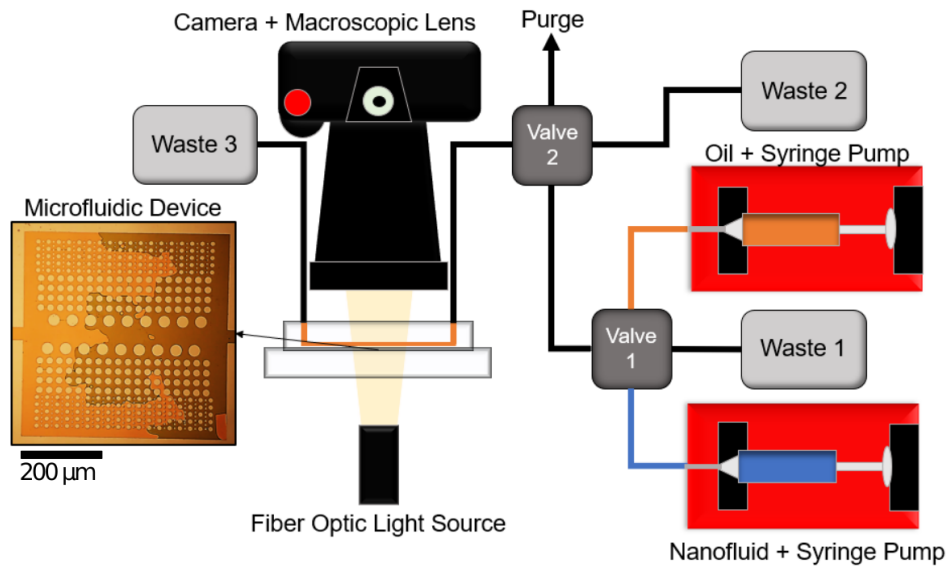 Camera + Macroscopic Lens
Purge
Waste 2
Valve
2
Waste 3
Oil + Syringe Pump
Microfluidic Device
Valve
1
Waste 1
200 μm
Fiber Optic Light Source
Nanofluid + Syringe Pump